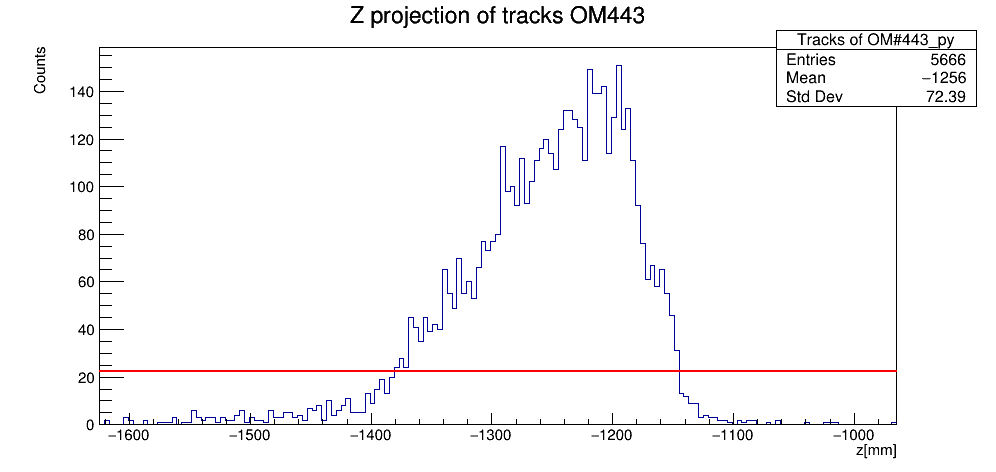 Z projection of tracks OM443
Tracks of OM#443_py
Entries 5666
Mean −1256
Std Dev 72.39
Counts
140
120
100
80
60
40
20
0
−1600 −1500 −1400 −1300 −1200 −1100 −1000
z[mm]